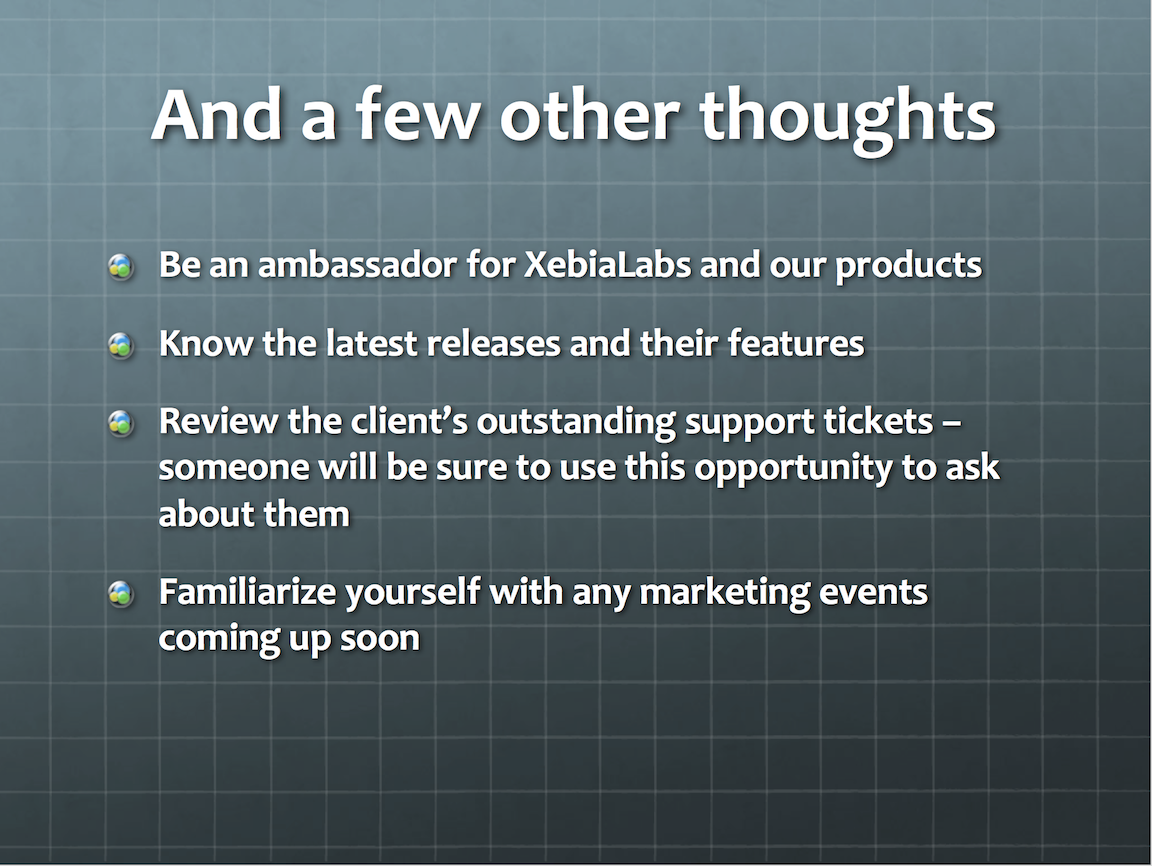 And a few other thoughts
Be an ambassador for XebiaLabs and our products
Know the latest releases and their features
Review the client’s outstanding support tickets –
someone will be sure to use this opportunity to ask
about them
Familiarize yourself with any marketing events
coming up soon